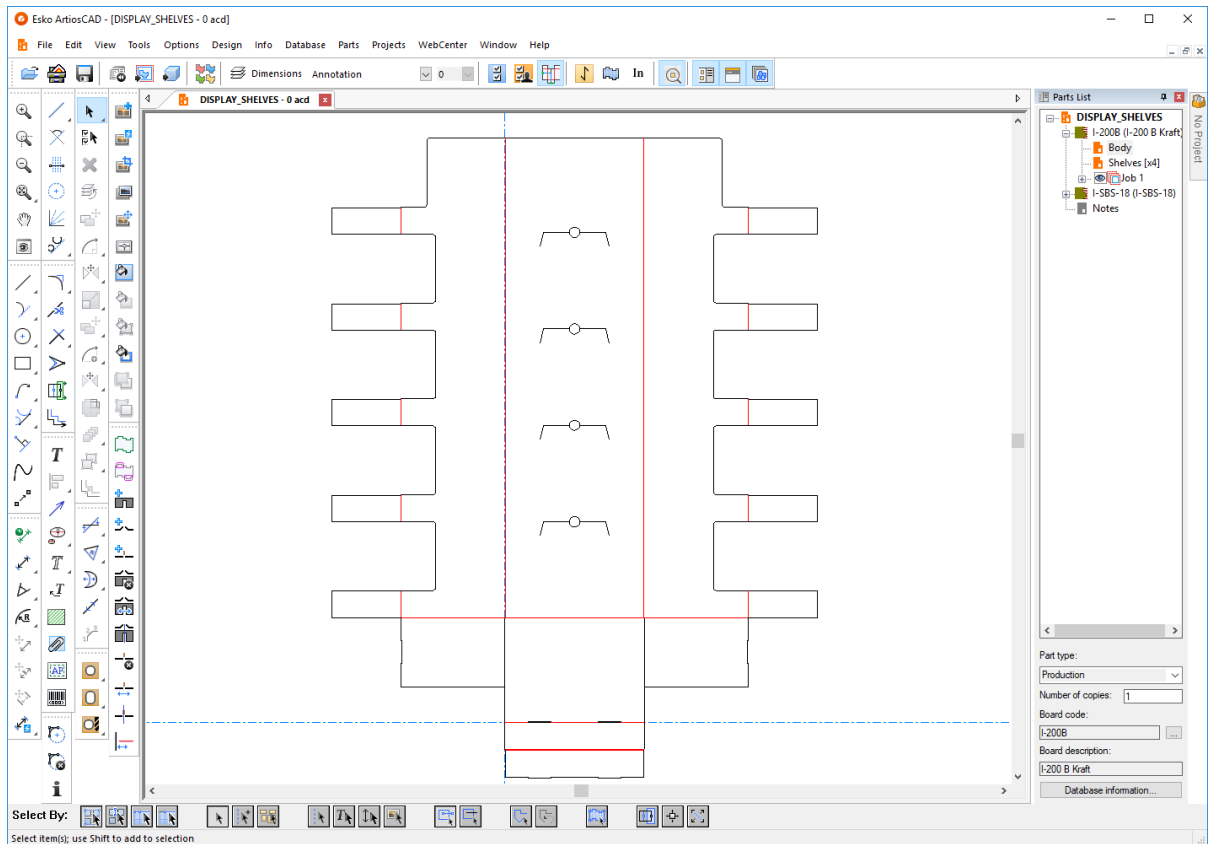 Esko ArtiosCAD - [DISPLAY_SHELVES - 0 acd]
File Edit View Tools Options Design Info Database Parts Projects WebCenter Window Help
Dimensions Annotation 0 In
DISPLAY_SHELVES - 0 acd
Parts List
No Project
DISPLAY_SHELVES
I-200B (I-200 B Kraft)
Body
Shelves [x4]
Job 1
I-SBS-18 (I-SBS-18)
Notes
Part type:
Production
Number of copies: 1
Board code:
I-200B ...
Board description:
I-200 B Kraft
Database information...
Select By:
Select item(s); use Shift to add to selection